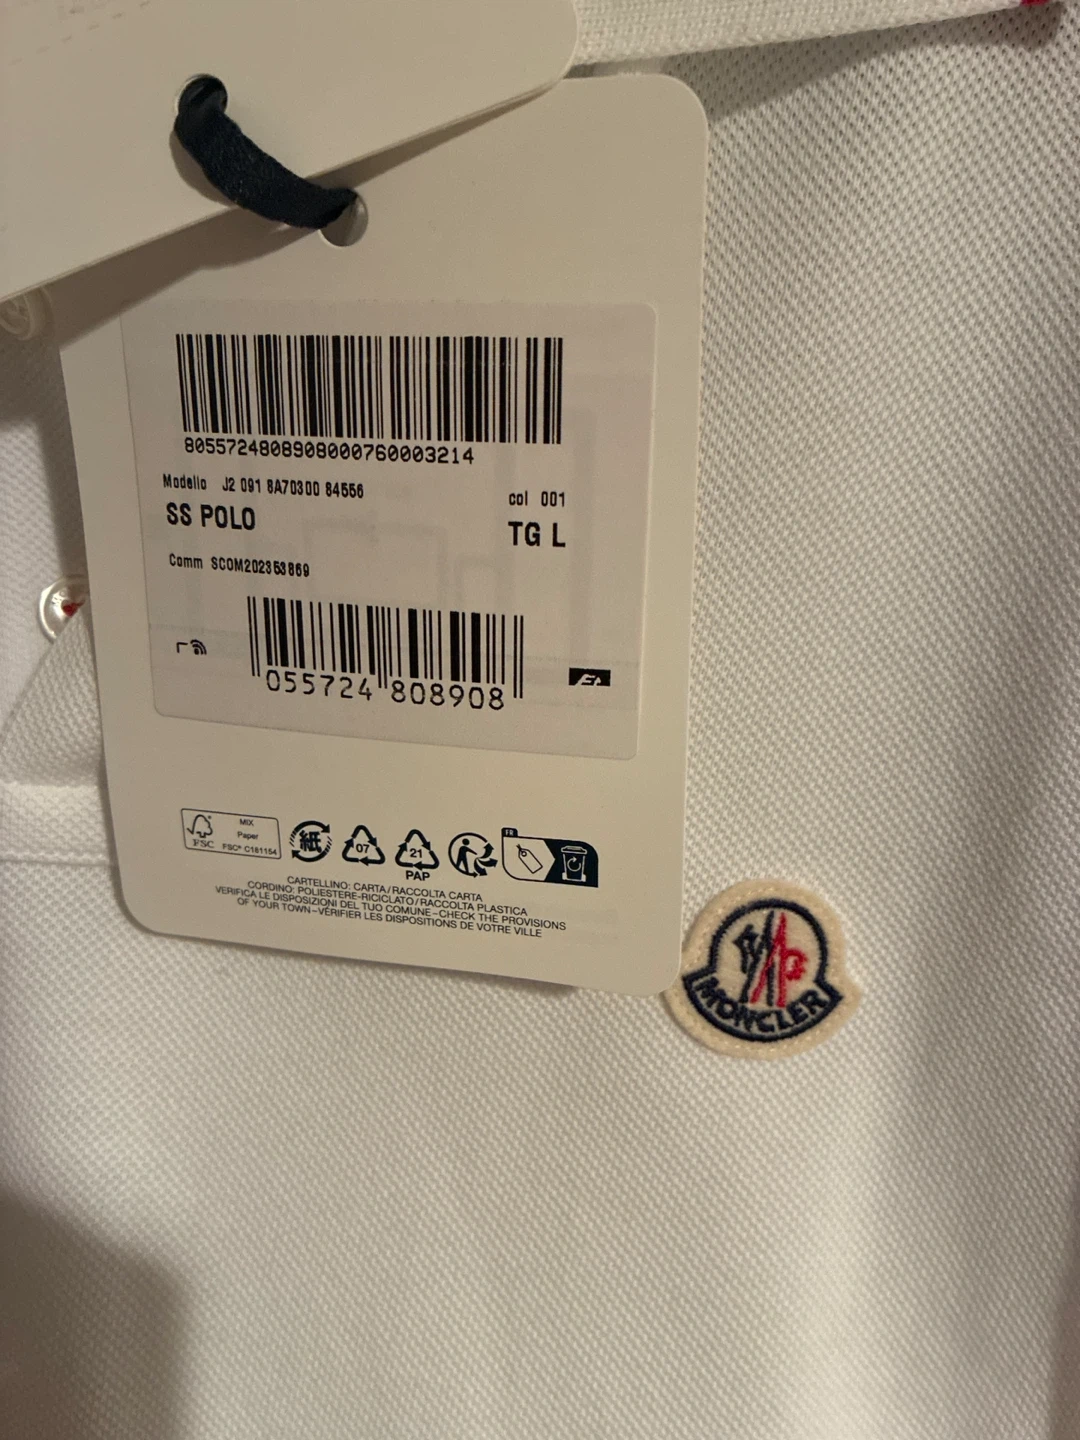 8055724808908000760003214
Modello J2 091 8A70300 84556
col 001
SS POLO
TG L
Comm SCOM202353869
055724 808908
MIX
Paper
FSC
FSC® C181154
紙
07
21
PAP
FR
CARTELLINO: CARTA/RACCOLTA CARTA
CORDINO: POLIESTERE-RICICLATO/RACCOLTA PLASTICA
VERIFICA LE DISPOSIZIONI DEL TUO COMUNE-CHECK THE PROVISIONS
OF YOUR TOWN-VÉRIFIER LES DISPOSITIONS DE VOTRE VILLE
MONCLER